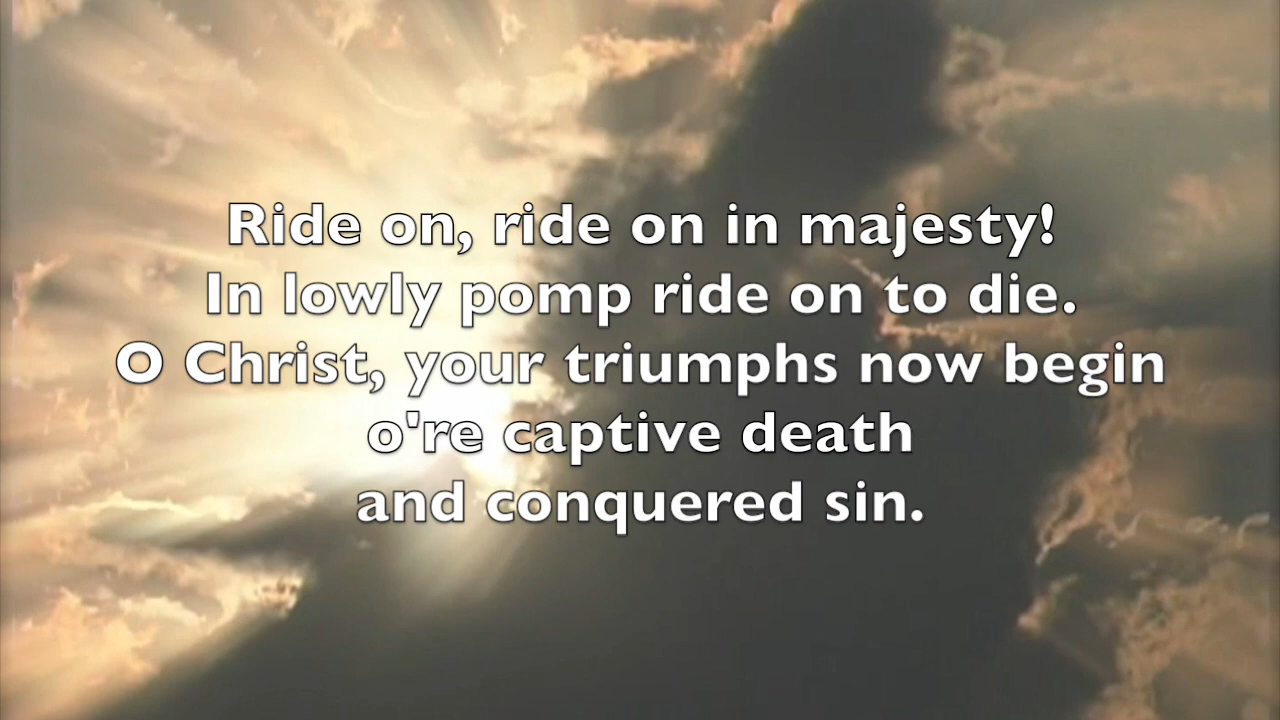 Ride on, ride on in majesty!
In lowly pomp ride on to die.
O Christ, your triumphs now begin
o're captive death
and conquered sin.